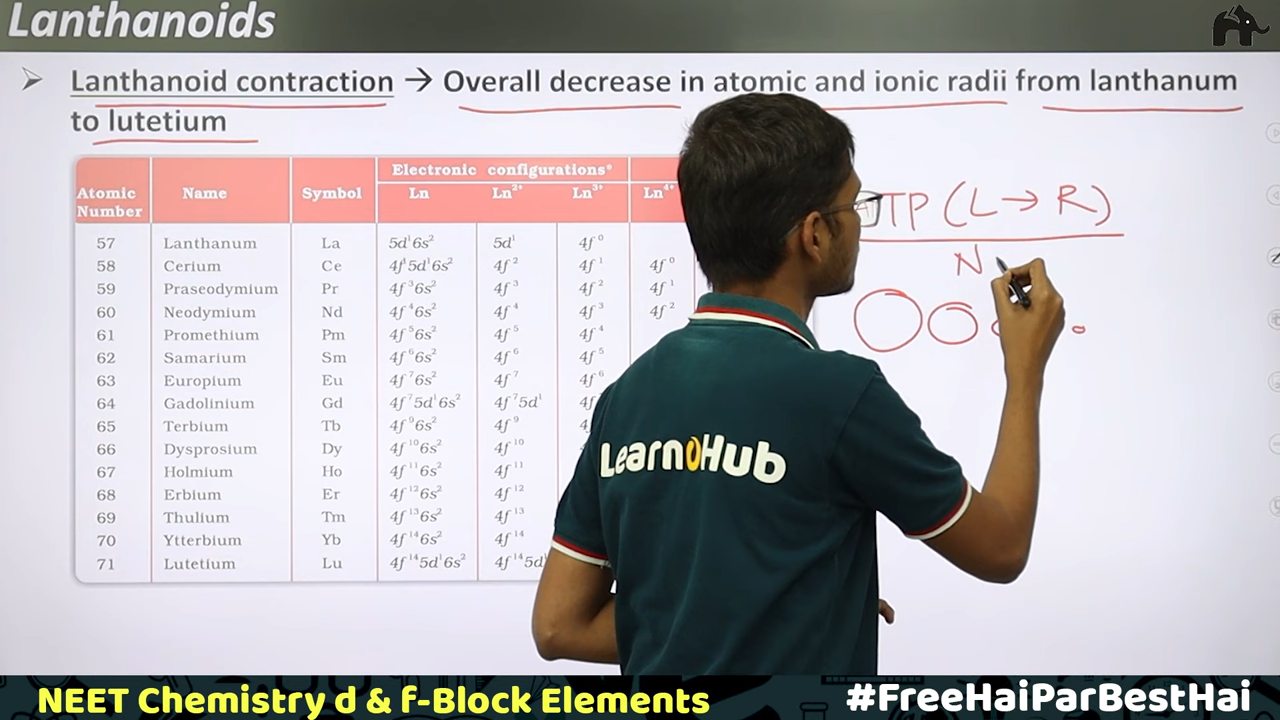 Lanthanoids
➢ Lanthanoid contraction → Overall decrease in atomic and ionic radii from lanthanum
to lutetium
Electronic configurations*
Atomic Number Name Symbol Ln Ln²⁺ Ln³⁺ Ln⁴⁺
57 Lanthanum La 5d¹6s² 5d¹ 4f⁰
58 Cerium Ce 4f¹5d¹6s² 4f² 4f¹ 4f⁰
59 Praseodymium Pr 4f³6s² 4f³ 4f² 4f¹
60 Neodymium Nd 4f⁴6s² 4f⁴ 4f³ 4f²
61 Promethium Pm 4f⁵6s² 4f⁵ 4f⁴
62 Samarium Sm 4f⁶6s² 4f⁶ 4f⁵
63 Europium Eu 4f⁷6s² 4f⁷ 4f⁶
64 Gadolinium Gd 4f⁷5d¹6s² 4f⁷5d¹
65 Terbium Tb 4f⁹6s² 4f⁹
66 Dysprosium Dy 4f¹⁰6s² 4f¹⁰
67 Holmium Ho 4f¹¹6s² 4f¹¹
68 Erbium Er 4f¹²6s² 4f¹²
69 Thulium Tm 4f¹³6s² 4f¹³
70 Ytterbium Yb 4f¹⁴6s² 4f¹⁴
71 Lutetium Lu 4f¹⁴5d¹6s² 4f¹⁴5d¹
TP (L → R)
N
LearnoHub
NEET Chemistry d & f-Block Elements
#FreeHaiParBestHai